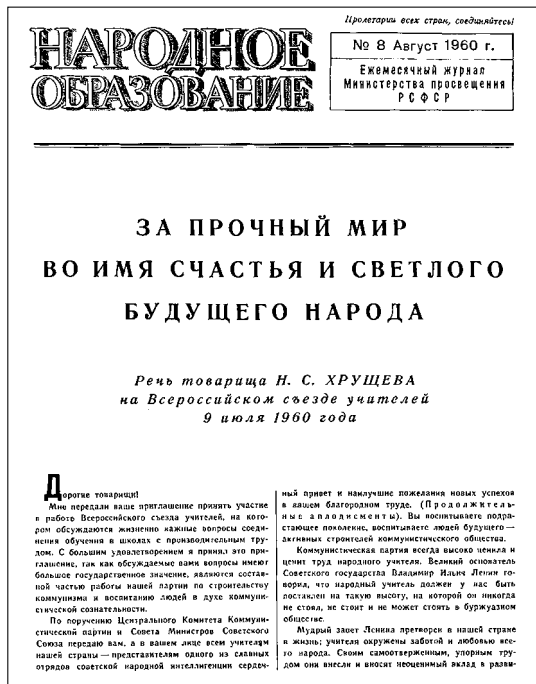 Пролетарии всех стран, соединяйтесь!
НАРОДНОЕ
ОБРАЗОВАНИЕ
№ 8 Август 1960 г.
Ежемесячный журнал
Министерства просвещения
РСФСР
ЗА ПРОЧНЫЙ МИР
ВО ИМЯ СЧАСТЬЯ И СВЕТЛОГО
БУДУЩЕГО НАРОДА
Речь товарища Н. С. ХРУЩЕВА
на Всероссийском съезде учителей
9 июля 1960 года
Дорогие товарищи!
Мне передали ваше приглашение принять участие
в работе Всероссийского съезда учителей, на кото-
ром обсуждаются жизненно важные вопросы соеди-
нения обучения в школах с производительным тру-
дом. С большим удовлетворением я принял это при-
глашение, так как обсуждаемые вами вопросы имеют
большое государственное значение, являются состав-
ной частью работы нашей партии по строительству
коммунизма и воспитанию людей в духе коммуни-
стической сознательности.
По поручению Центрального Комитета Коммуни-
стической партии и Совета Министров Советского
Союза передаю вам, а в вашем лице всем учителям
нашей страны — представителям одного из славных
отрядов советской народной интеллигенции сердеч-
ный привет и наилучшие пожелания новых успехов
в вашем благородном труде. (Продолжитель-
ные аплодисменты). Вы воспитываете подра-
стающее поколение, воспитываете людей будущего —
активных строителей коммунистического общества.
Коммунистическая партия всегда высоко ценила и
ценит труд народного учителя. Великий основатель
Советского государства Владимир Ильич Ленин го-
ворил, что народный учитель должен у нас быть
поставлен на такую высоту, на которой он никогда
не стоял, не стоит и не может стоять в буржуазном
обществе.
Мудрый завет Ленина претворен в нашей стране
в жизнь; учителя окружены заботой и любовью все-
го народа. Своим самоотверженным, упорным тру-
дом они внесли и вносят неоценимый вклад в разви-